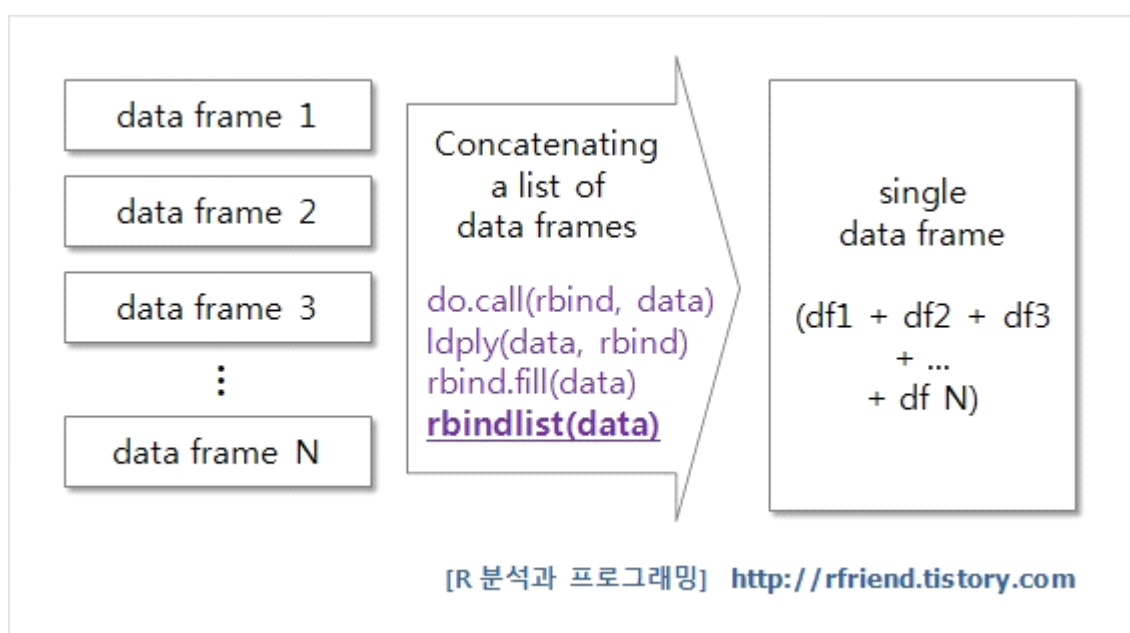 data frame 1
data frame 2
data frame 3
⋮
data frame N
Concatenating
a list of
data frames
do.call(rbind, data)
ldply(data, rbind)
rbind.fill(data)
rbindlist(data)
single
data frame
(df1 + df2 + df3
+ ...
+ df N)
[R 분석과 프로그래밍] http://rfriend.tistory.com